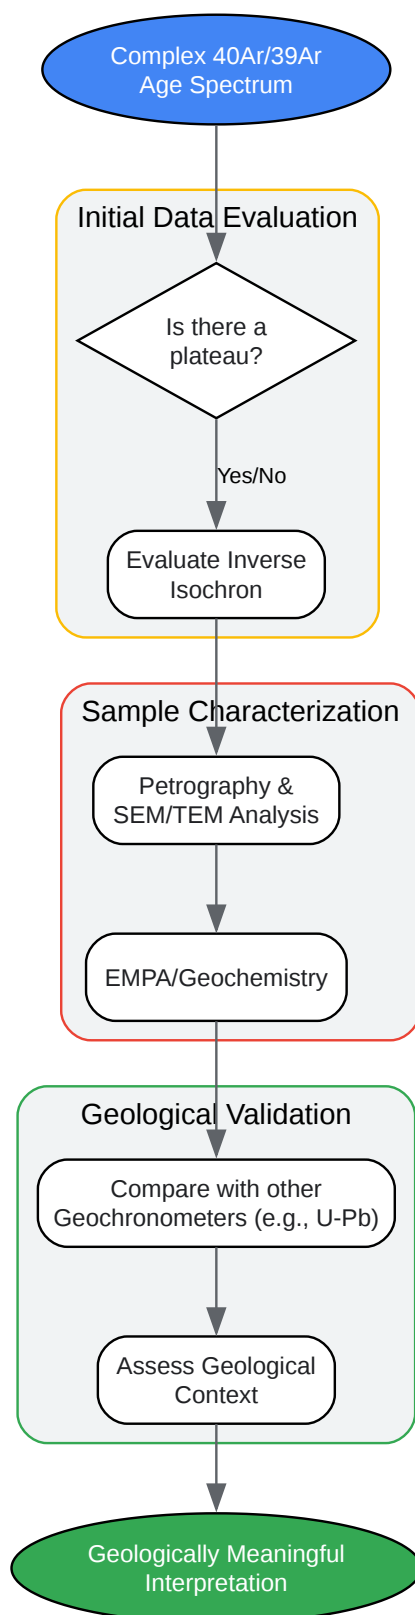 Complex 40Ar/39Ar
Age Spectrum
Initial Data Evaluation
Is there a
plateau?
Yes/No
Evaluate Inverse
Isochron
Sample Characterization
Petrography &
SEM/TEM Analysis
EMPA/Geochemistry
Geological Validation
Compare with other
Geochronometers (e.g., U-Pb)
Assess Geological
Context
Geologically Meaningful
Interpretation